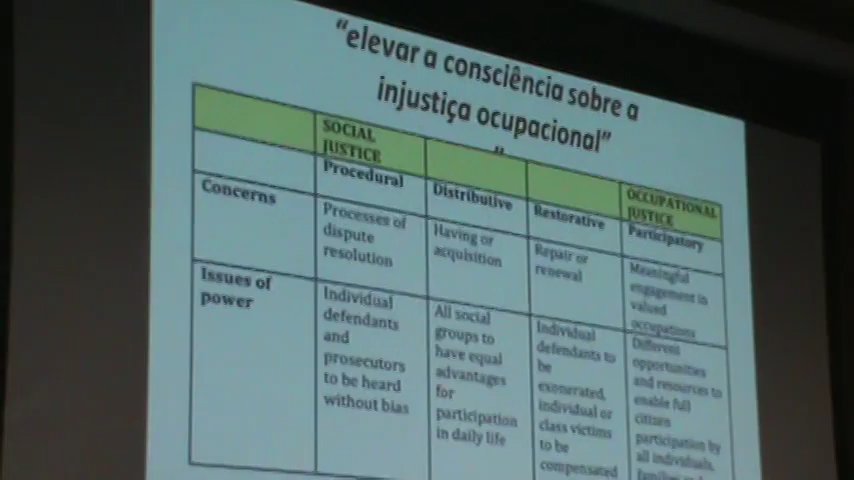 “elevar a consciência sobre a
injustiça ocupacional”
”
SOCIAL
JUSTICE
OCCUPATIONAL
JUSTICE
Procedural
Distributive
Restorative
Participatory
Concerns
Processes of
dispute
resolution
Having or
acquisition
Repair or
renewal
Meaningful
engagement in
valued
occupations
Issues of
power
Individual
defendants
and
prosecutors
to be heard
without bias
All social
groups to
have equal
advantages
for
participation
in daily life
Individual
defendants to
be
exonerated,
individual or
class victims
to be
compensated
Different
opportunities
and resources to
enable full
citizen
participation by
all individuals,